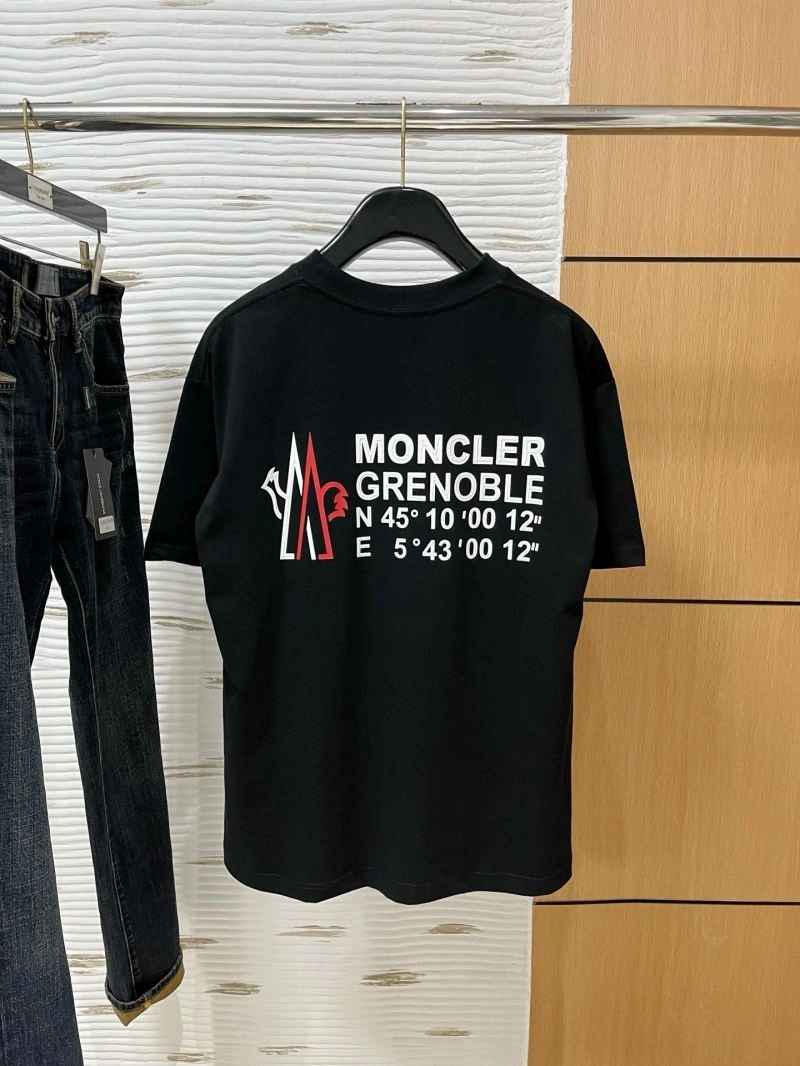 MONCLER
GRENOBLE
N 45° 10 '00 12"
E 5°43 '00 12"